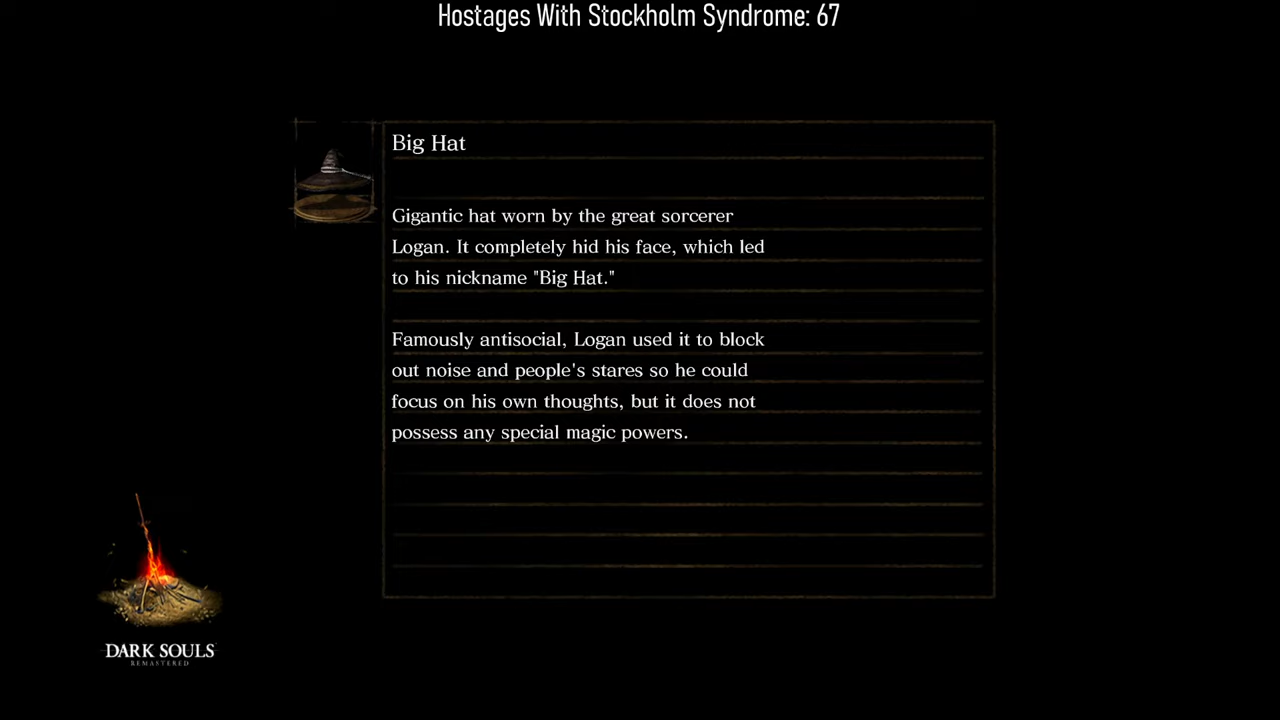 Hostages With Stockholm Syndrome: 67
Big Hat
Gigantic hat worn by the great sorcerer
Logan. It completely hid his face, which led
to his nickname "Big Hat."
Famously antisocial, Logan used it to block
out noise and people's stares so he could
focus on his own thoughts, but it does not
possess any special magic powers.
DARK SOULS
REMASTERED